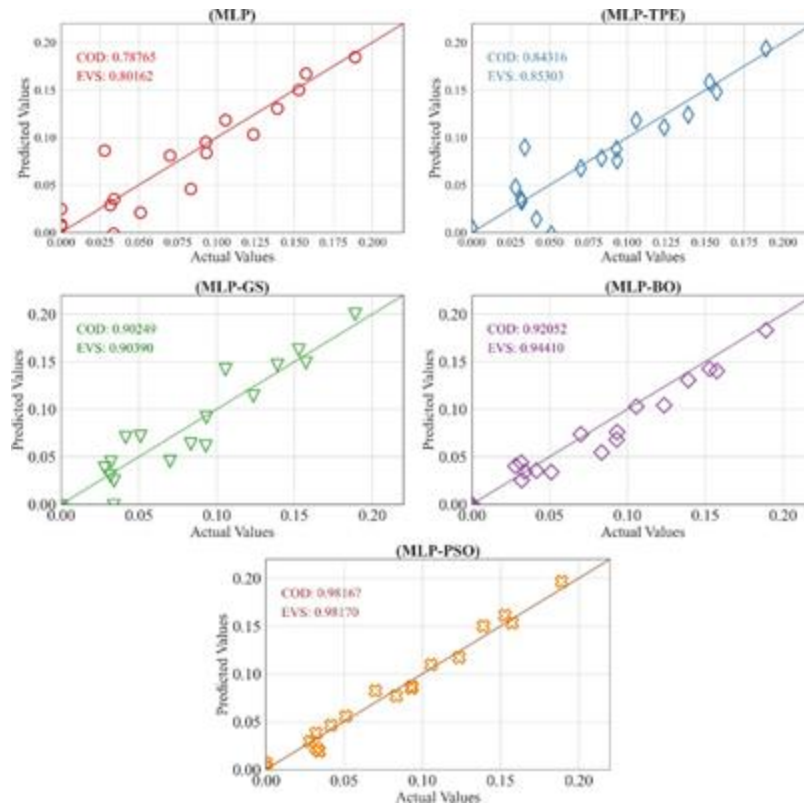 (MLP)
COD: 0.78765
EVS: 0.80162
Predicted Values
0.20
0.15
0.10
0.05
0.00
0.000 0.025 0.050 0.075 0.100 0.125 0.150 0.175 0.200
Actual Values
(MLP-TPE)
COD: 0.84316
EVS: 0.85303
Predicted Values
0.20
0.15
0.10
0.05
0.00
0.000 0.025 0.050 0.075 0.100 0.125 0.150 0.175 0.200
Actual Values
(MLP-GS)
COD: 0.90249
EVS: 0.90390
Predicted Values
0.20
0.15
0.10
0.05
0.00
0.00 0.05 0.10 0.15 0.20
Actual Values
(MLP-BO)
COD: 0.92052
EVS: 0.94410
Predicted Values
0.20
0.15
0.10
0.05
0.00
0.00 0.05 0.10 0.15 0.20
Actual Values
(MLP-PSO)
COD: 0.98167
EVS: 0.98170
Predicted Values
0.20
0.15
0.10
0.05
0.00
0.00 0.05 0.10 0.15 0.20
Actual Values